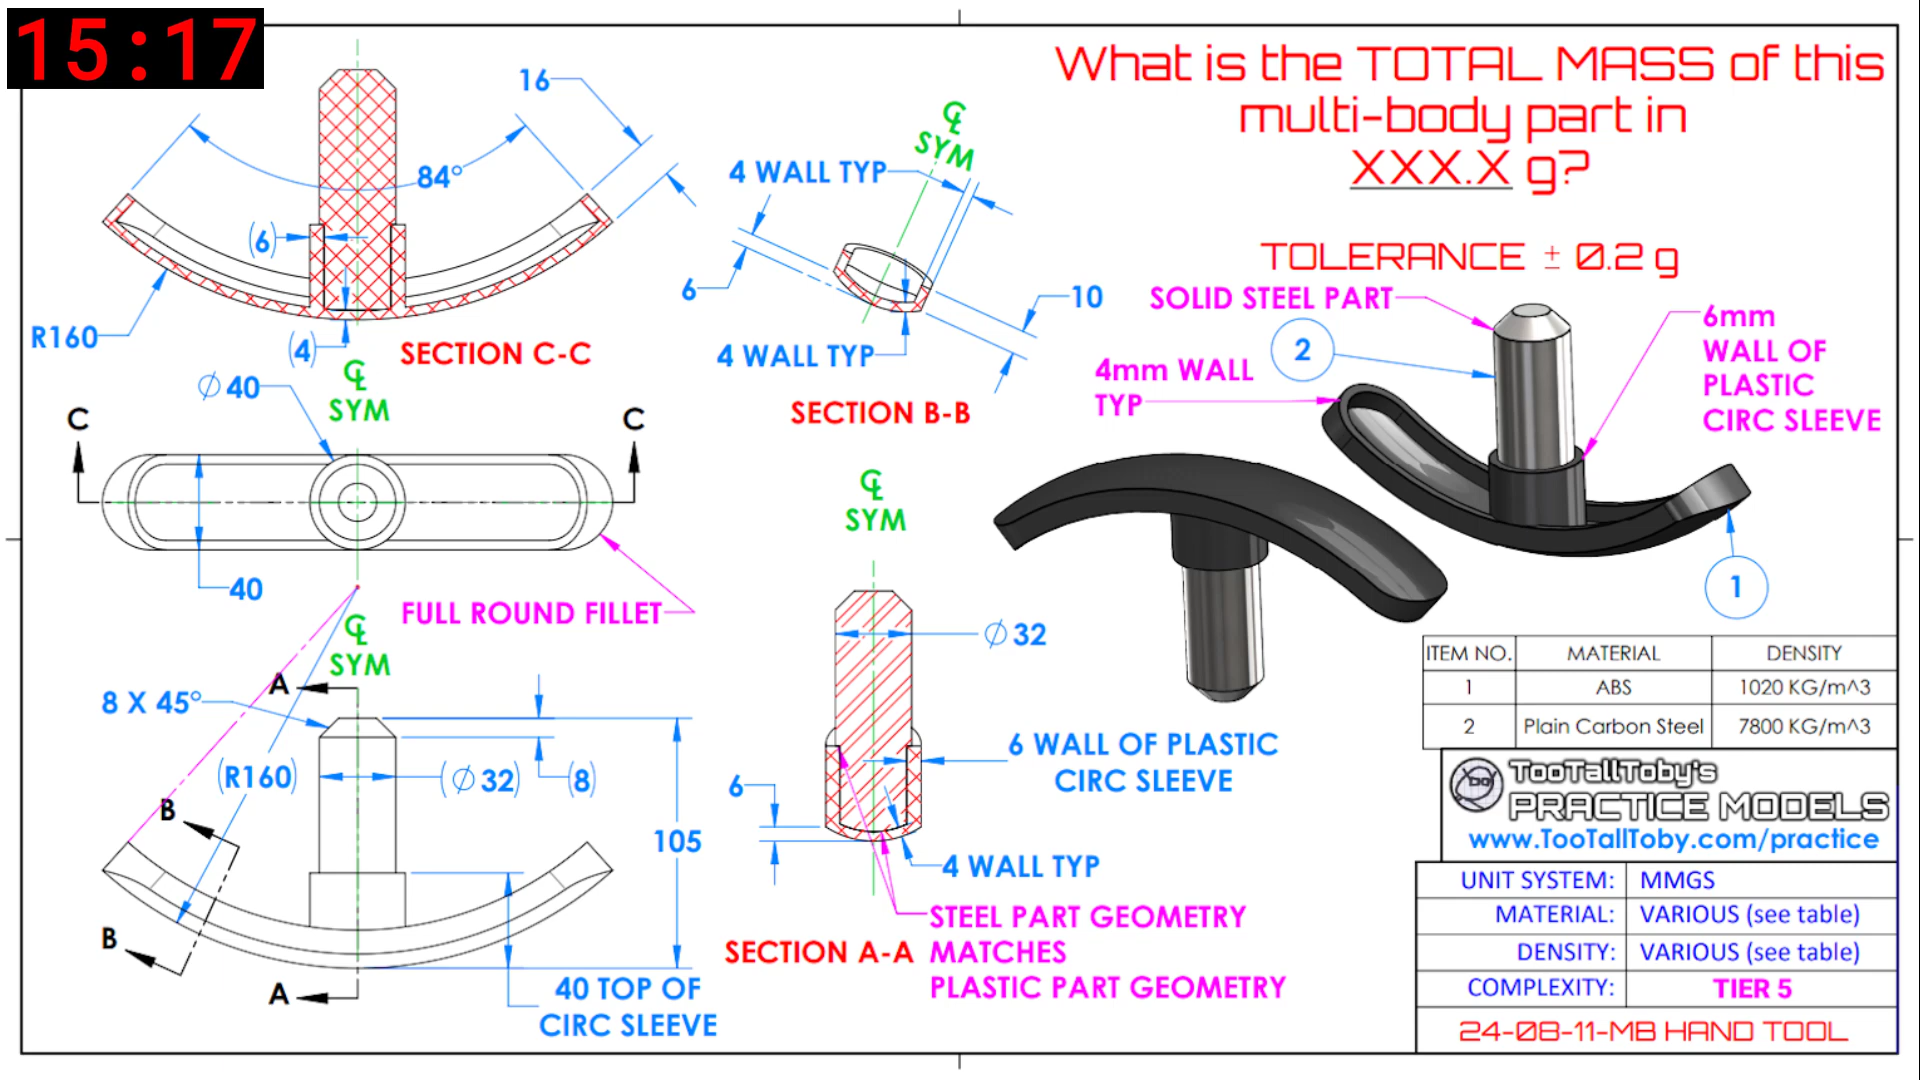 15:17
What is the TOTAL MASS of this
multi-body part in
XXX.X g?
TOLERANCE ± 0.2 g
℄
SYM
16
84°
(6)
R160
(4)
SECTION C-C
℄
SYM
4 WALL TYP
6
10
4 WALL TYP
SECTION B-B
SOLID STEEL PART
2
4mm WALL
TYP
6mm
WALL OF
PLASTIC
CIRC SLEEVE
1
∅40
℄
SYM
C
C
40
FULL ROUND FILLET
℄
SYM
A
8 X 45°
(R160)
(∅32)
(8)
B
105
B
A
40 TOP OF
CIRC SLEEVE
℄
SYM
∅32
6 WALL OF PLASTIC
CIRC SLEEVE
6
4 WALL TYP
STEEL PART GEOMETRY
MATCHES
PLASTIC PART GEOMETRY
SECTION A-A
ITEM NO. MATERIAL DENSITY
1 ABS 1020 KG/m^3
2 Plain Carbon Steel 7800 KG/m^3
TooTallToby's
PRACTICE MODELS
www.TooTallToby.com/practice
UNIT SYSTEM: MMGS
MATERIAL: VARIOUS (see table)
DENSITY: VARIOUS (see table)
COMPLEXITY: TIER 5
24-08-11-MB HAND TOOL